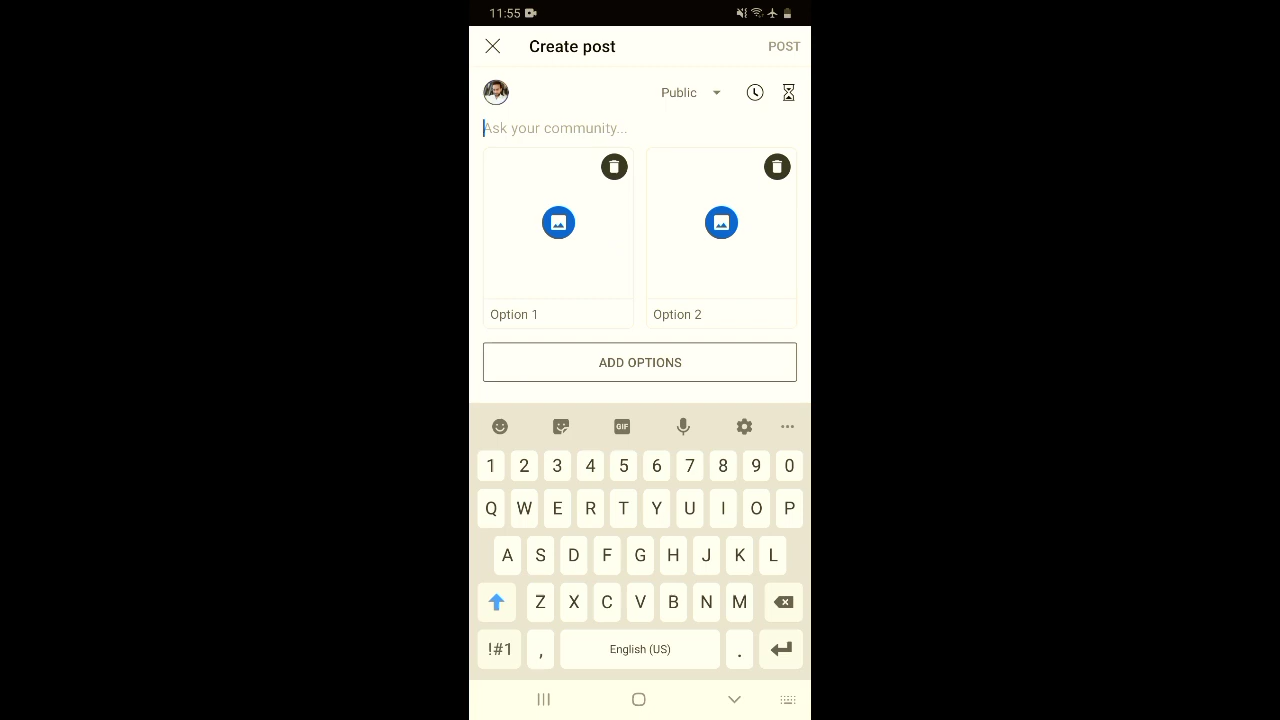 11:55
Create post
POST
Public
Ask your community...
Option 1
Option 2
ADD OPTIONS
GIF
1 2 3 4 5 6 7 8 9 0
Q W E R T Y U I O P
A S D F G H J K L
Z X C V B N M
!#1 , English (US) .